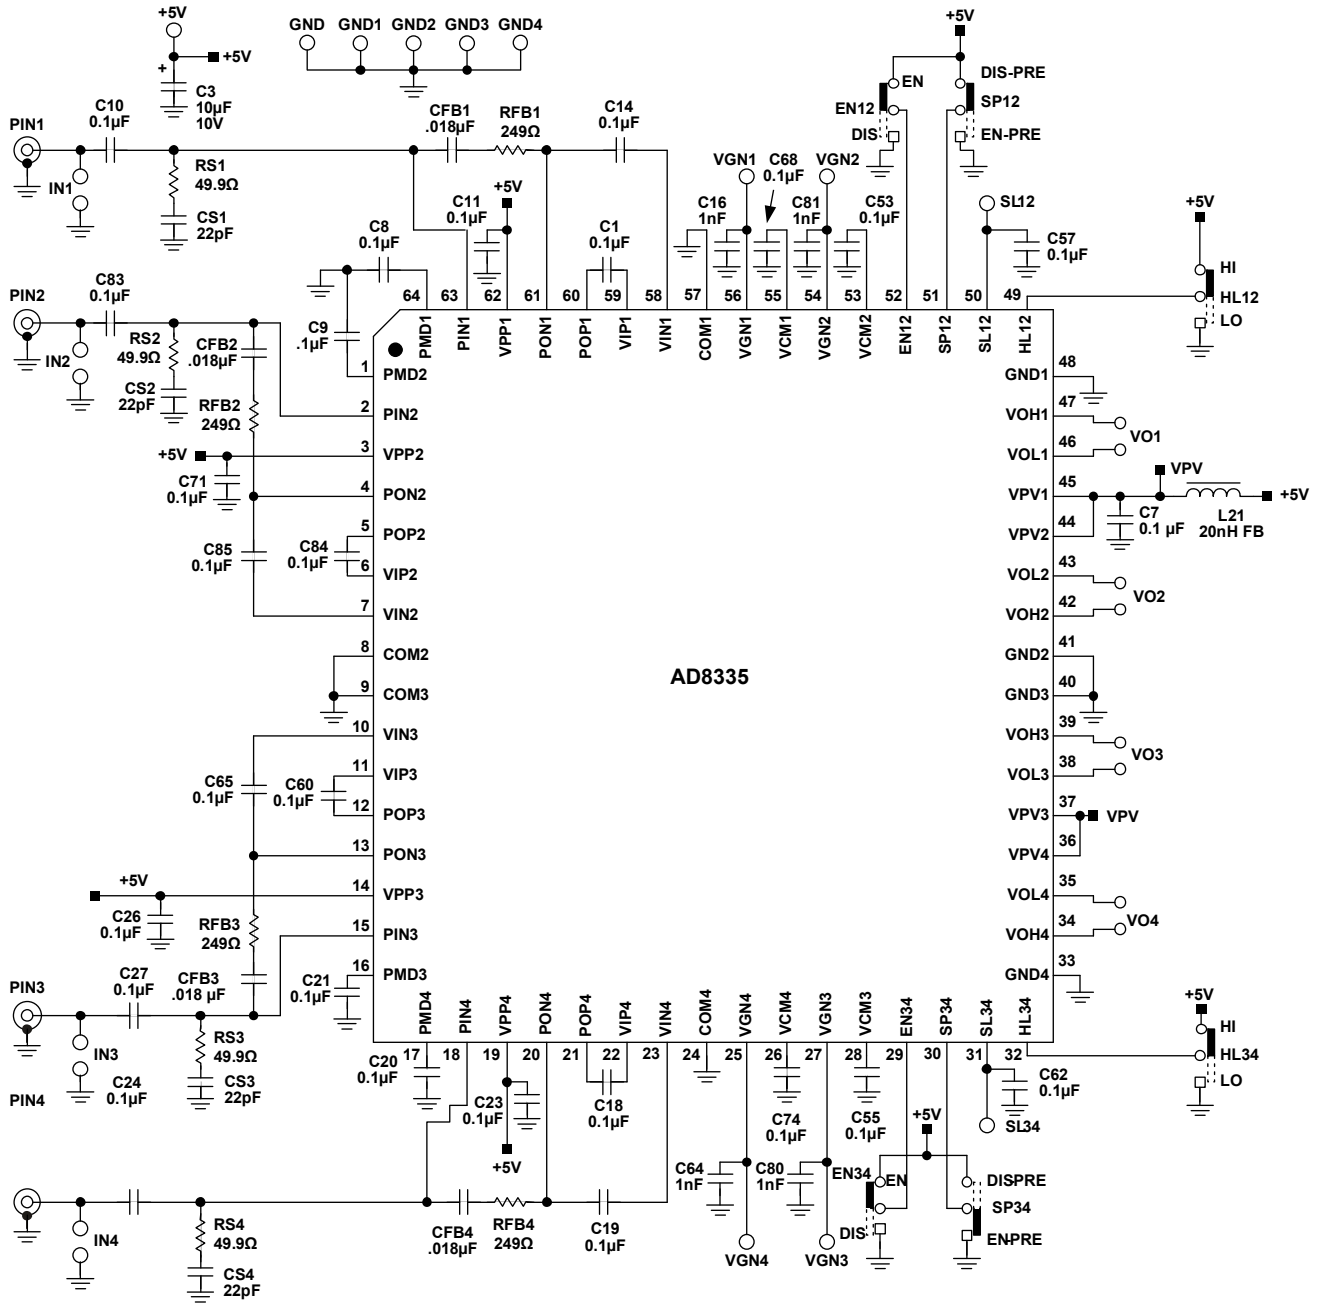 +5V
+5V
+
C3
10µF
10V
GND GND1 GND2 GND3 GND4
+5V
EN
DIS-PRE
EN12
SP12
DIS
EN-PRE
PIN1
C10
0.1µF
IN1
RS1
49.9Ω
CS1
22pF
CFB1
.018µF
RFB1
249Ω
C14
0.1µF
C11
0.1µF
+5V
C8
0.1µF
C1
0.1µF
VGN1
C68
0.1µF
VGN2
C16
1nF
C81
1nF
C53
0.1µF
SL12
C57
0.1µF
+5V
HI
HL12
LO
PIN2
C83
0.1µF
IN2
RS2
49.9Ω
CS2
22pF
CFB2
.018µF
RFB2
249Ω
C9
.1µF
64 63 62 61 60 59 58 57 56 55 54 53 52 51 50 49
PMD1 PIN1 VPP1 PON1 POP1 VIP1 VIN1 COM1 VGN1 VCM1 VGN2 VCM2 EN12 SP12 SL12 HL12
1 PMD2
2 PIN2
3 VPP2
4 PON2
5 POP2
6 VIP2
7 VIN2
8 COM2
9 COM3
10 VIN3
11 VIP3
12 POP3
13 PON3
14 VPP3
15 PIN3
16 PMD3
+5V
C71
0.1µF
C85
0.1µF
C84
0.1µF
C65
0.1µF
C60
0.1µF
+5V
C26
0.1µF
RFB3
249Ω
CFB3
.018 µF
C21
0.1µF
AD8335
GND1 48
VOH1 47
VOL1 46
VPV1 45
VPV2 44
VOL2 43
VOH2 42
GND2 41
GND3 40
VOH3 39
VOL3 38
VPV3 37
VPV4 36
VOL4 35
VOH4 34
GND4 33
VO1
VPV
+5V
C7
0.1 µF
L21
20nH FB
VO2
VO3
VPV
VO4
PIN3
C27
0.1µF
IN3
RS3
49.9Ω
CS3
22pF
PIN4
C24
0.1µF
IN4
RS4
49.9Ω
CS4
22pF
PMD4 PIN4 VPP4 PON4 POP4 VIP4 VIN4 COM4 VGN4 VCM4 VGN3 VCM3 EN34 SP34 SL34 HL34
17 18 19 20 21 22 23 24 25 26 27 28 29 30 31 32
C20
0.1µF
C23
0.1µF
+5V
C18
0.1µF
CFB4
.018µF
RFB4
249Ω
C19
0.1µF
C64
1nF
VGN4
C74
0.1µF
C80
1nF
VGN3
C55
0.1µF
+5V
EN34
EN
DIS
DISPRE
SP34
EN-PRE
C62
0.1µF
SL34
+5V
HI
HL34
LO